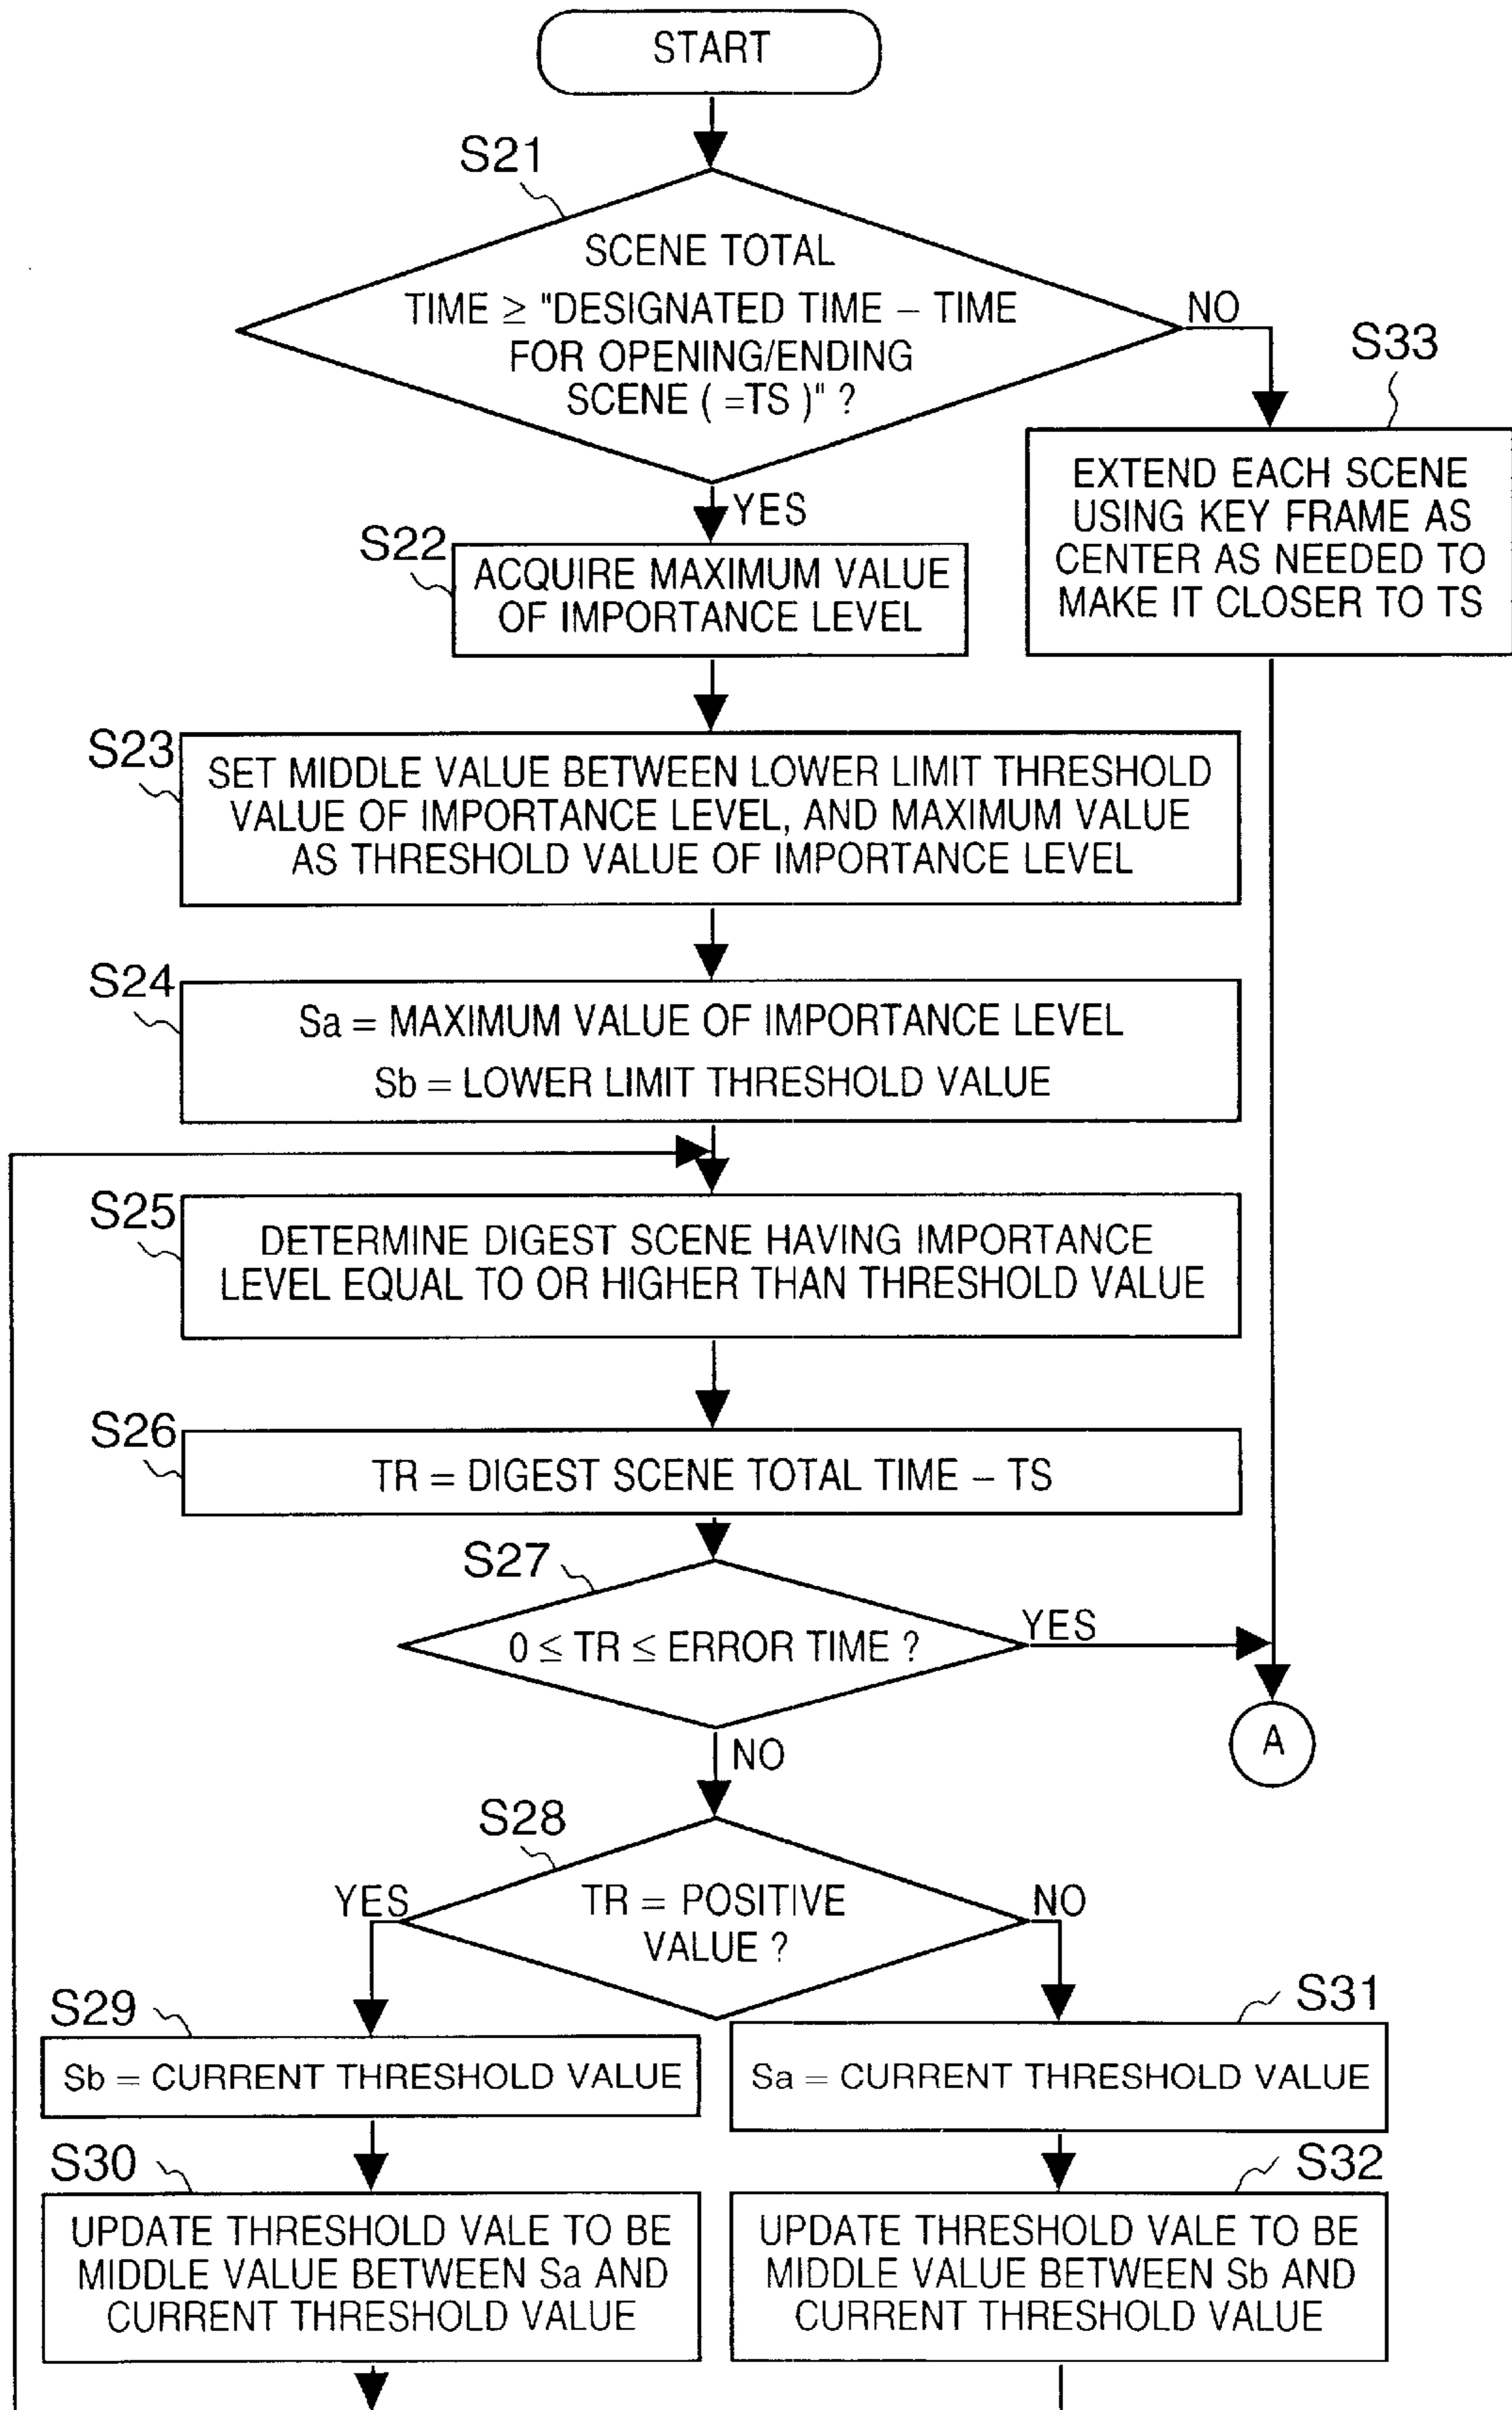 START
S21
SCENE TOTAL
TIME ≥ "DESIGNATED TIME – TIME
FOR OPENING/ENDING
SCENE ( =TS )" ?
NO
S33
EXTEND EACH SCENE
USING KEY FRAME AS
CENTER AS NEEDED TO
MAKE IT CLOSER TO TS
YES
S22
ACQUIRE MAXIMUM VALUE
OF IMPORTANCE LEVEL
S23
SET MIDDLE VALUE BETWEEN LOWER LIMIT THRESHOLD
VALUE OF IMPORTANCE LEVEL, AND MAXIMUM VALUE
AS THRESHOLD VALUE OF IMPORTANCE LEVEL
S24
Sa = MAXIMUM VALUE OF IMPORTANCE LEVEL
Sb = LOWER LIMIT THRESHOLD VALUE
S25
DETERMINE DIGEST SCENE HAVING IMPORTANCE
LEVEL EQUAL TO OR HIGHER THAN THRESHOLD VALUE
S26
TR = DIGEST SCENE TOTAL TIME – TS
S27
0 ≤ TR ≤ ERROR TIME ?
YES
A
NO
S28
TR = POSITIVE
VALUE ?
YES
NO
S29
Sb = CURRENT THRESHOLD VALUE
S31
Sa = CURRENT THRESHOLD VALUE
S30
UPDATE THRESHOLD VALE TO BE
MIDDLE VALUE BETWEEN Sa AND
CURRENT THRESHOLD VALUE
S32
UPDATE THRESHOLD VALE TO BE
MIDDLE VALUE BETWEEN Sb AND
CURRENT THRESHOLD VALUE